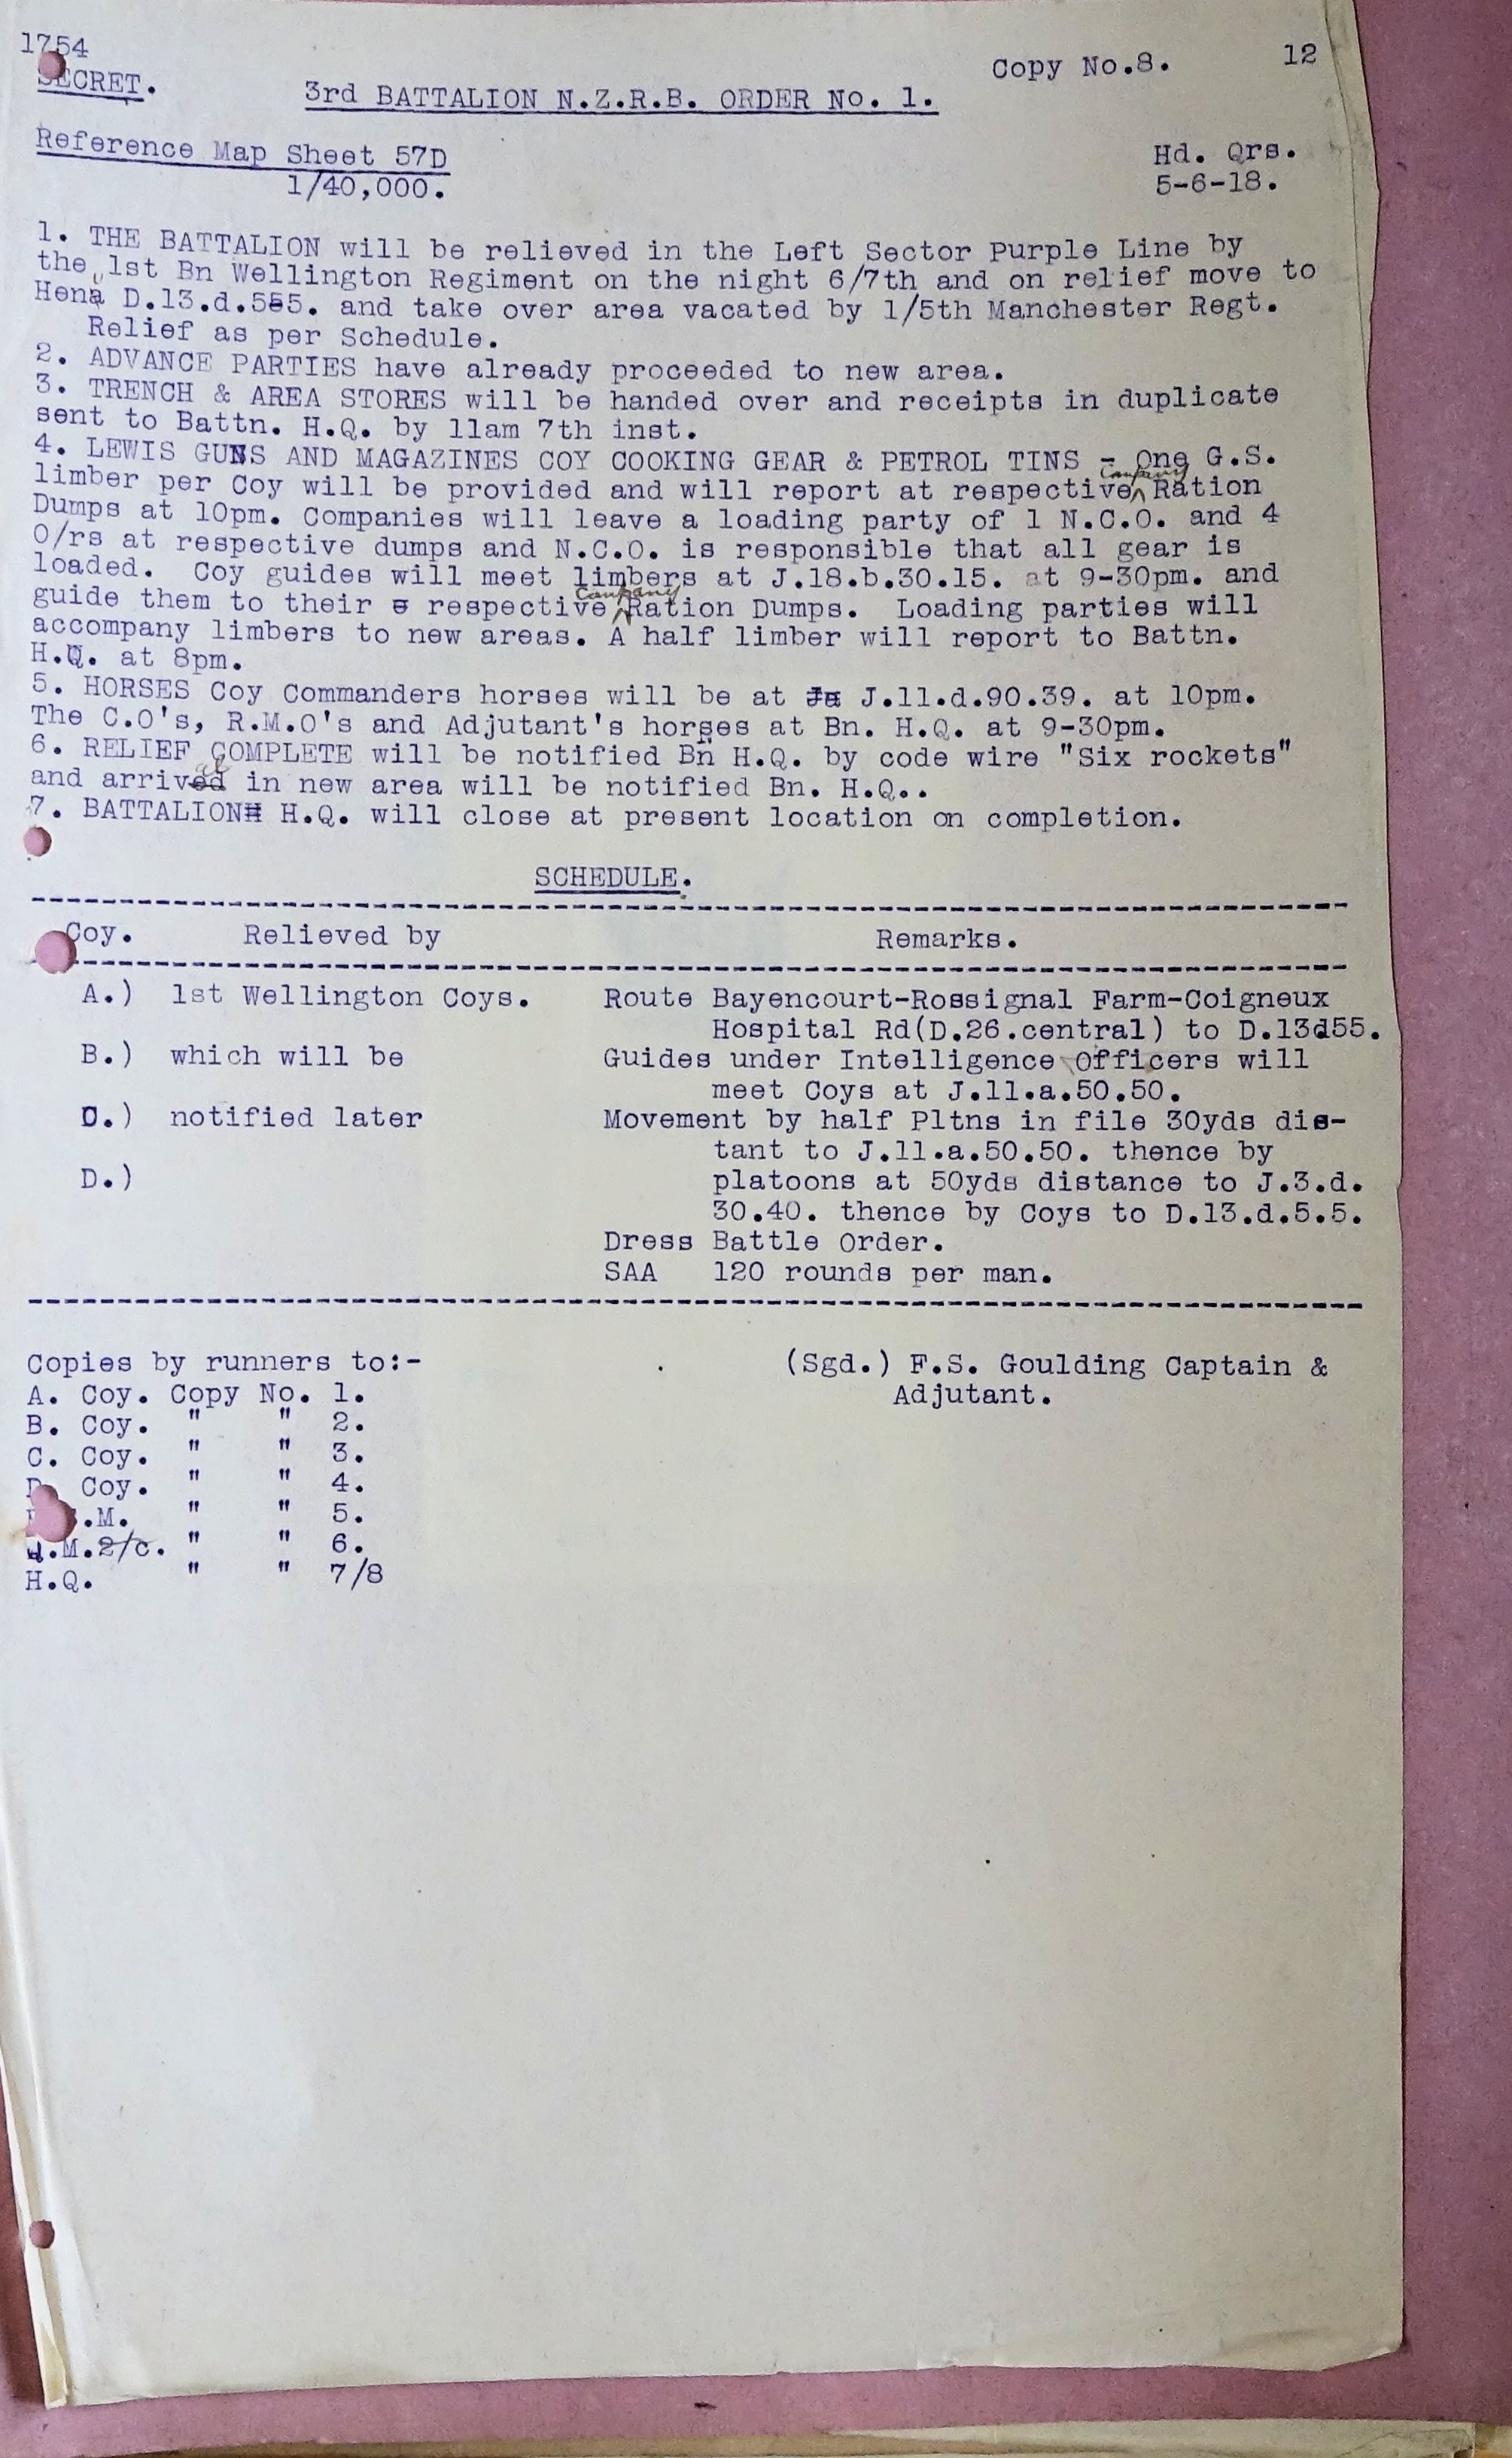 1754
SECRET.
Copy No.8.
12
3rd BATTALION N.Z.R.B. ORDER No. 1.
Reference Map Sheet 57D
1/40,000.
Hd. Qrs.
5-6-18.
1. THE BATTALION will be relieved in the Left Sector Purple Line by
the 1st Bn Wellington Regiment on the night 6/7th and on relief move to
Hena D.13.d.555. and take over area vacated by 1/5th Manchester Regt.
Relief as per Schedule.
2. ADVANCE PARTIES have already proceeded to new area.
3. TRENCH & AREA STORES will be handed over and receipts in duplicate
sent to Battn. H.Q. by 11am 7th inst.
4. LEWIS GUNS AND MAGAZINES COY COOKING GEAR & PETROL TINS - One G.S.
limber per Coy will be provided and will report at respective Company Ration
Dumps at 10pm. Companies will leave a loading party of 1 N.C.O. and 4
O/rs at respective dumps and N.C.O. is responsible that all gear is
loaded. Coy guides will meet limbers at J.18.b.30.15. at 9-30pm. and
guide them to their respective Company Ration Dumps. Loading parties will
accompany limbers to new areas. A half limber will report to Battn.
H.Q. at 8pm.
5. HORSES Coy Commanders horses will be at J.11.d.90.39. at 10pm.
The C.O's, R.M.O's and Adjutant's horses at Bn. H.Q. at 9-30pm.
6. RELIEF COMPLETE will be notified Bn H.Q. by code wire "Six rockets"
and arrival in new area will be notified Bn. H.Q..
7. BATTALION H.Q. will close at present location on completion.
SCHEDULE.
Coy. Relieved by Remarks.
A.) 1st Wellington Coys. Route Bayencourt-Rossignal Farm-Coigneux
Hospital Rd(D.26.central) to D.13d55.
B.) which will be Guides under Intelligence Officers will
meet Coys at J.11.a.50.50.
C.) notified later Movement by half Pltns in file 30yds dis-
tant to J.11.a.50.50. thence by
D.) platoons at 50yds distance to J.3.d.
30.40. thence by Coys to D.13.d.5.5.
Dress Battle Order.
SAA 120 rounds per man.
Copies by runners to:-
(Sgd.) F.S. Goulding Captain &
Adjutant.
A. Coy. Copy No. 1.
B. Coy. " " 2.
C. Coy. " " 3.
D. Coy. " " 4.
.M. " " 5.
Q.M.2/c. " " 6.
H.Q. " " 7/8